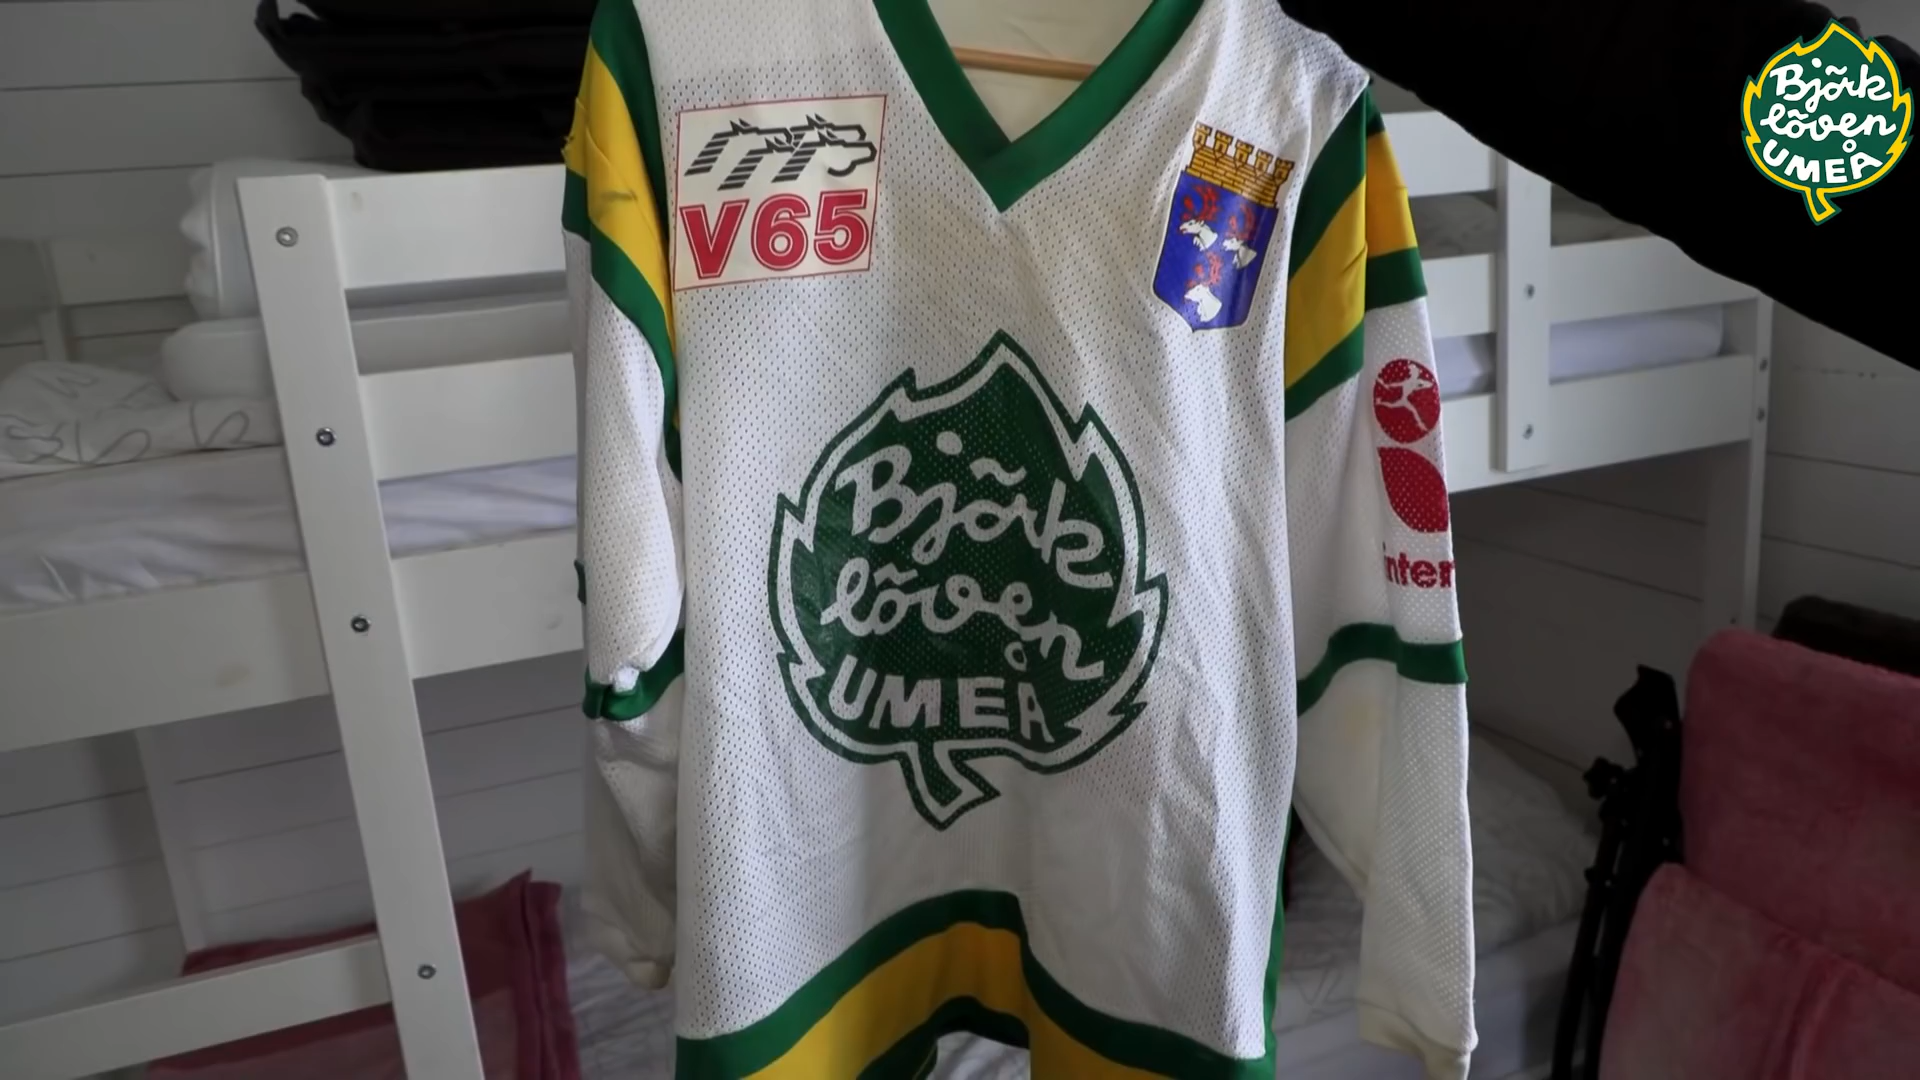 V65
Björk
löven
UMEÅ
inter
Björk
löven
UMEÅ